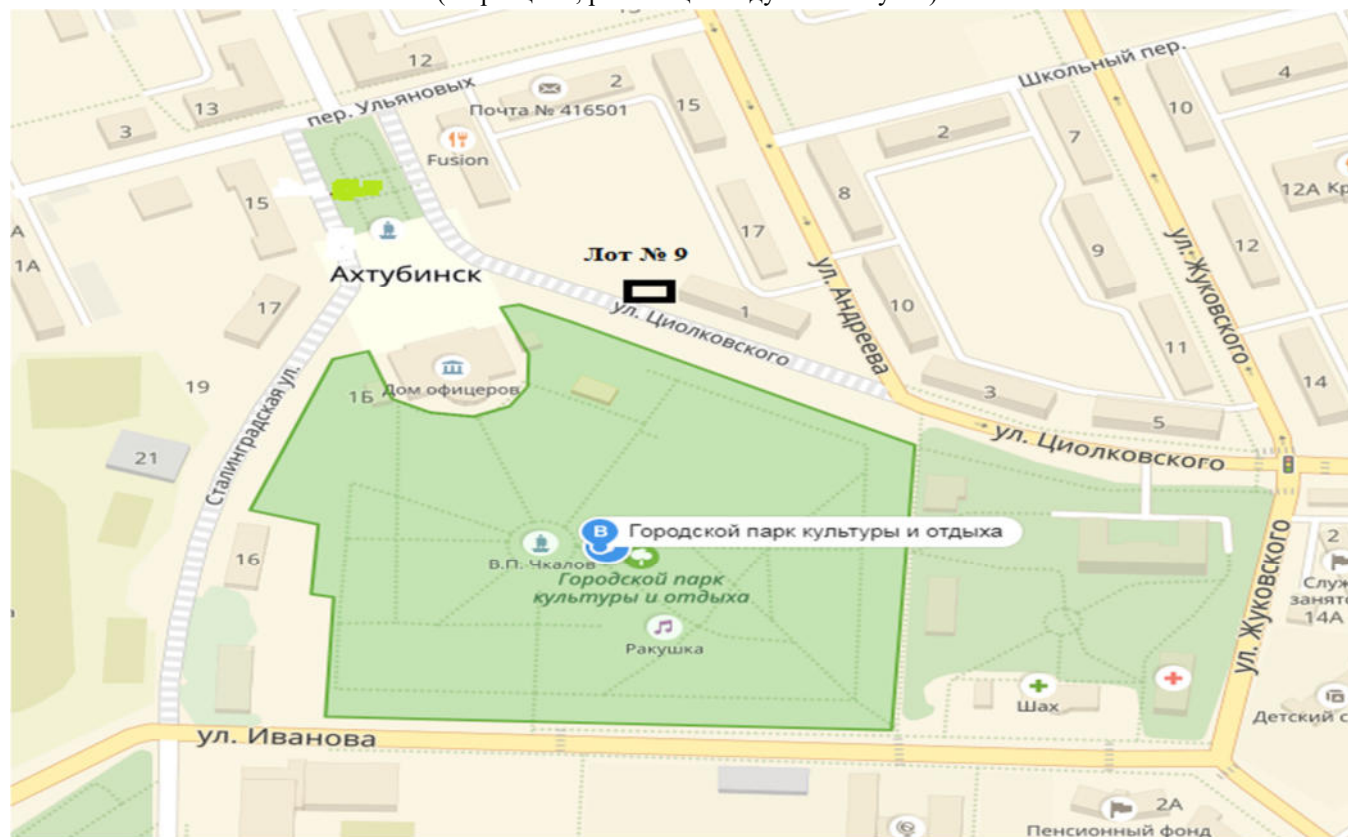 12
2
4
пер. Ульяновых
Школьный пер.
13
Почта № 416501
15
10
3
Fusion
2
7
8
12А Кр
15
17
ул. Жуковского
9
12
А
1А
Ахтубинск
Лот № 9
ул. Андреева
10
17
ул. Циолковского
1
11
19
1Б
Дом офицеров
3
14
5
Сталинградская ул.
21
ул. Циолковского
В
Городской парк культуры и отдыха
16
В.П. Чкалов
Городской парк
культуры и отдыха
2
Служ
занято
14А
ул. Жуковского
Ракушка
Шах
Детский с
ул. Иванова
2А
Пенсионный фонд